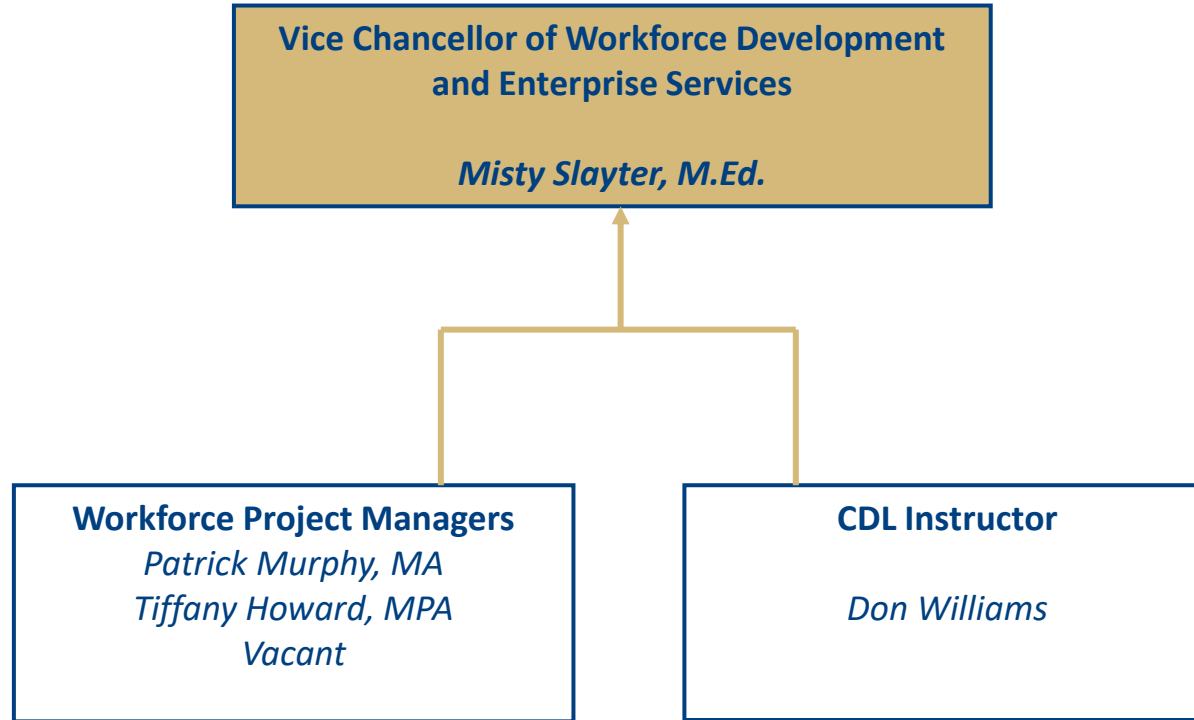 Vice Chancellor of Workforce Development
and Enterprise Services
Misty Slayter, M.Ed.
Workforce Project Managers
Patrick Murphy, MA
Tiffany Howard, MPA
Vacant
CDL Instructor
Don Williams